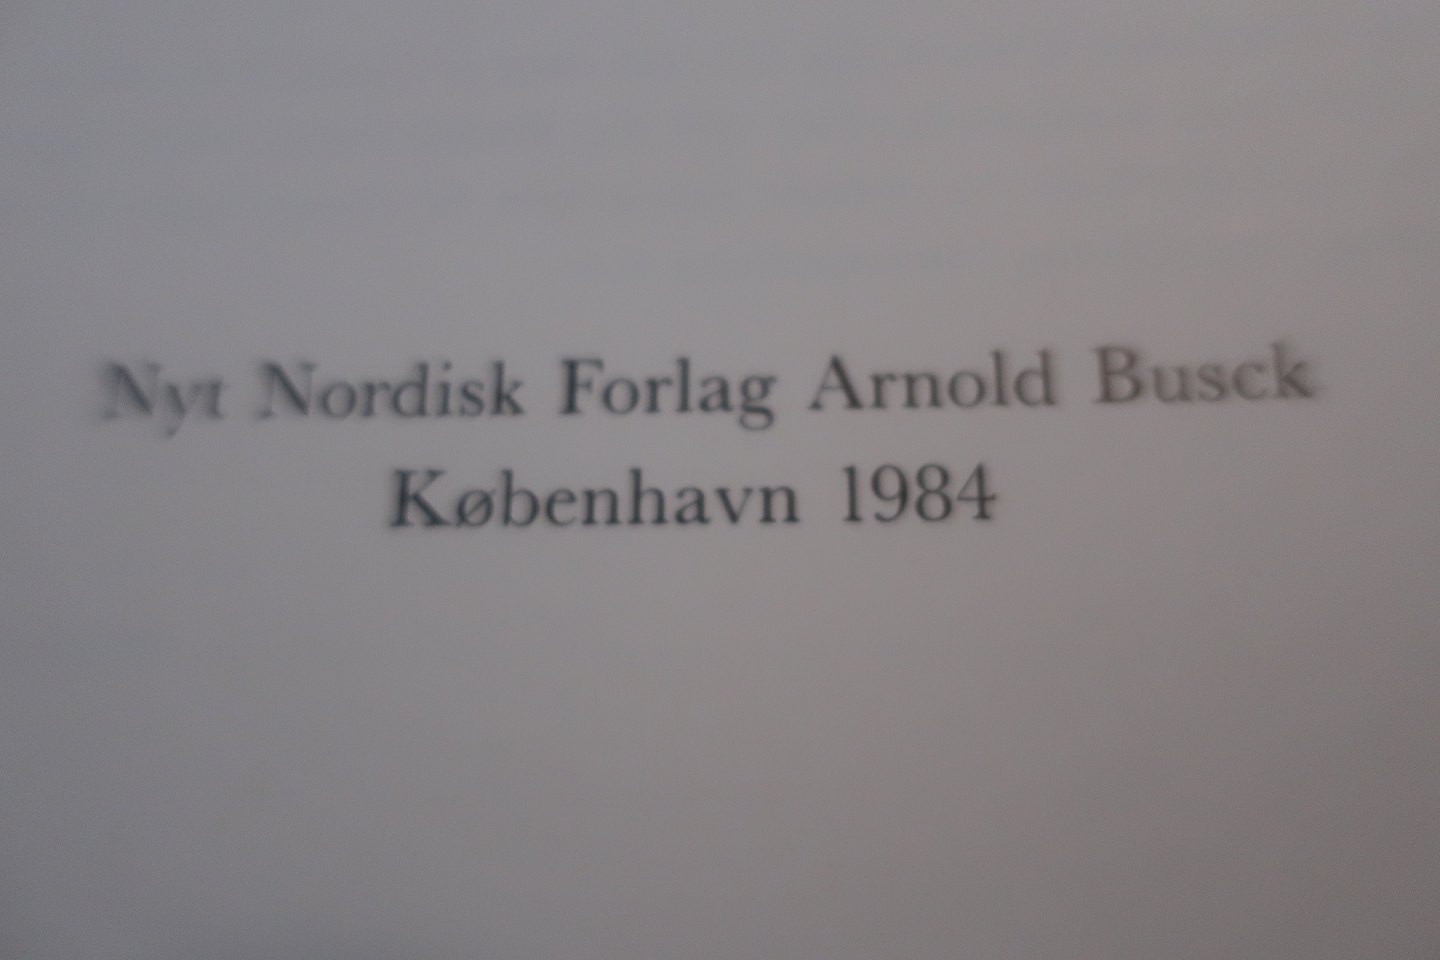 Nyt Nordisk Forlag Arnold Busck
København 1984